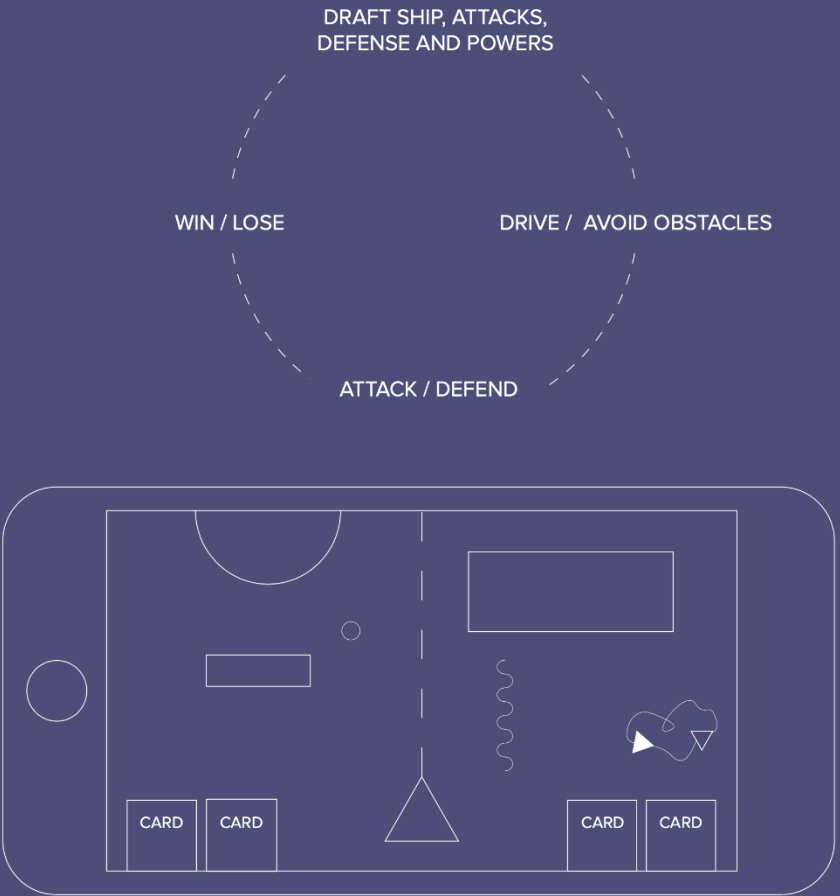 DRAFT SHIP, ATTACKS,
DEFENSE AND POWERS
WIN / LOSE
DRIVE / AVOID OBSTACLES
ATTACK / DEFEND
CARD
CARD
CARD
CARD